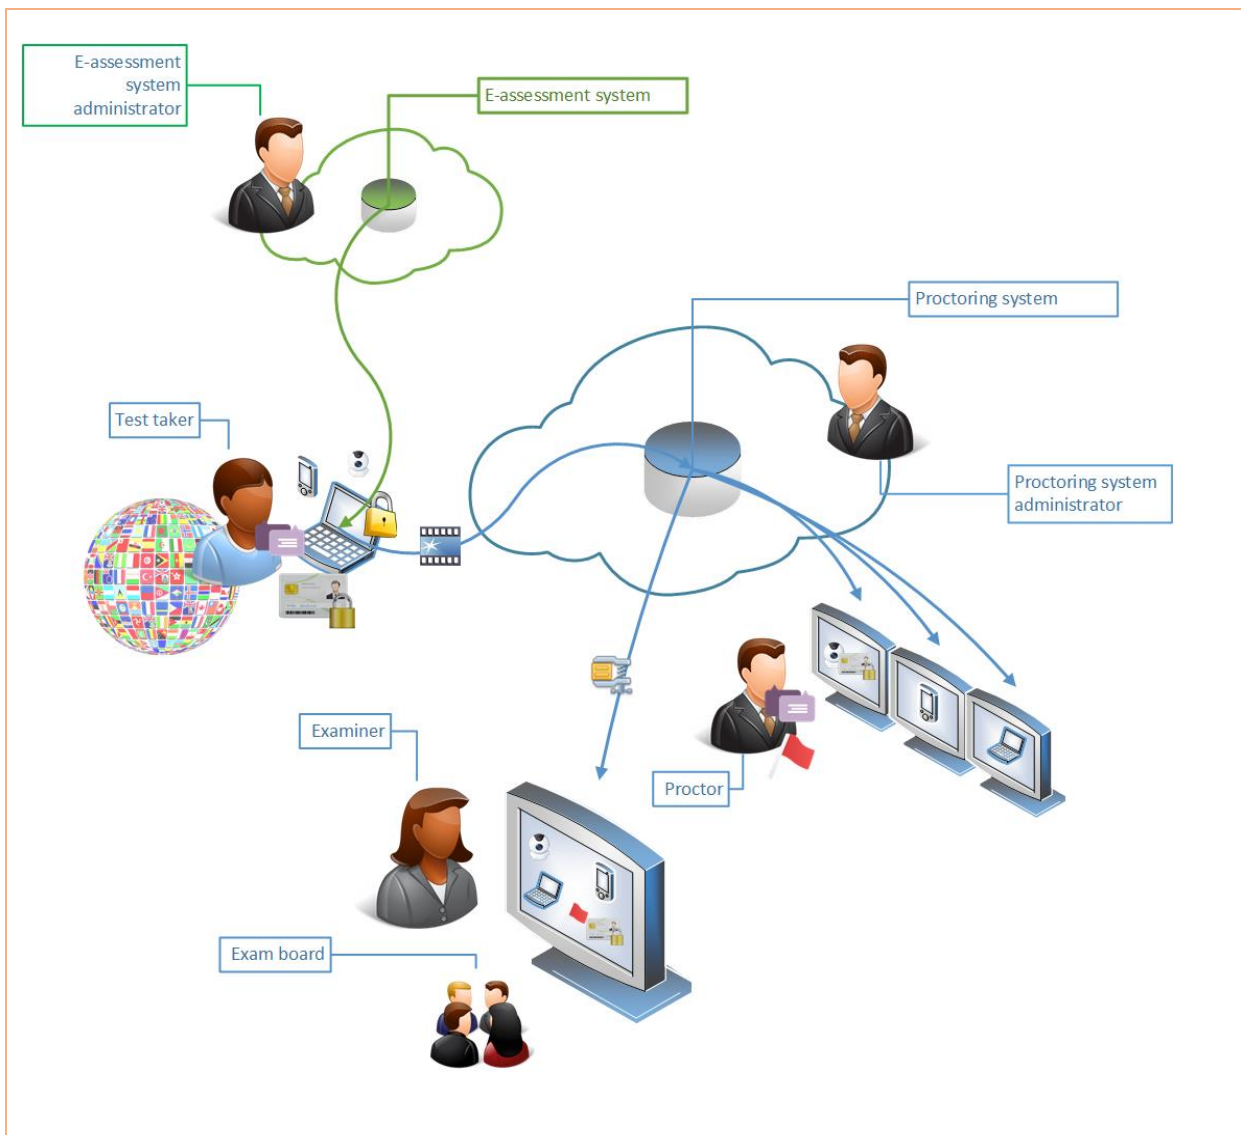 E-assessment
system
administrator
E-assessment system
Proctoring system
Test taker
Proctoring system
administrator
Examiner
Proctor
Exam board